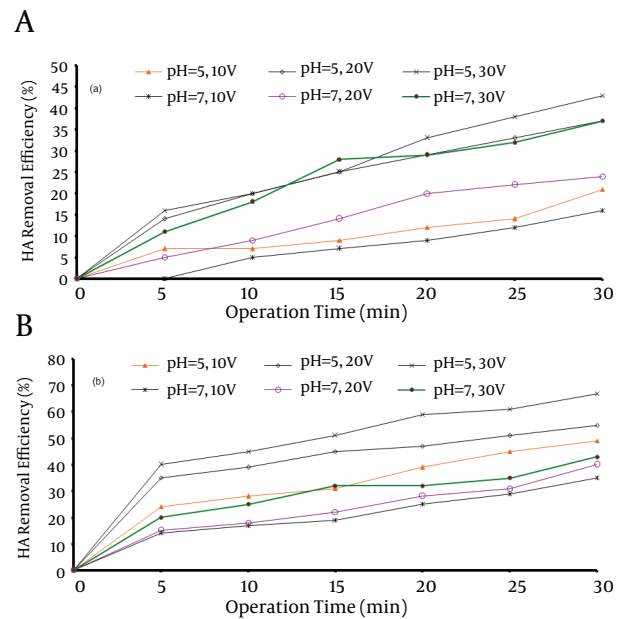 A
50
45
40
35
30
25
20
15
10
5
0
HA Removal Efficiency (%)
(a)
pH=5, 10V
pH=5, 20V
pH=5, 30V
pH=7, 10V
pH=7, 20V
pH=7, 30V
0 5 10 15 20 25 30
Operation Time (min)
B
80
70
60
50
40
30
20
10
0
HA Removal Efficiency (%)
(b)
pH=5, 10V
pH=5, 20V
pH=5, 30V
pH=7, 10V
pH=7, 20V
pH=7, 30V
0 5 10 15 20 25 30
Operation Time (min)